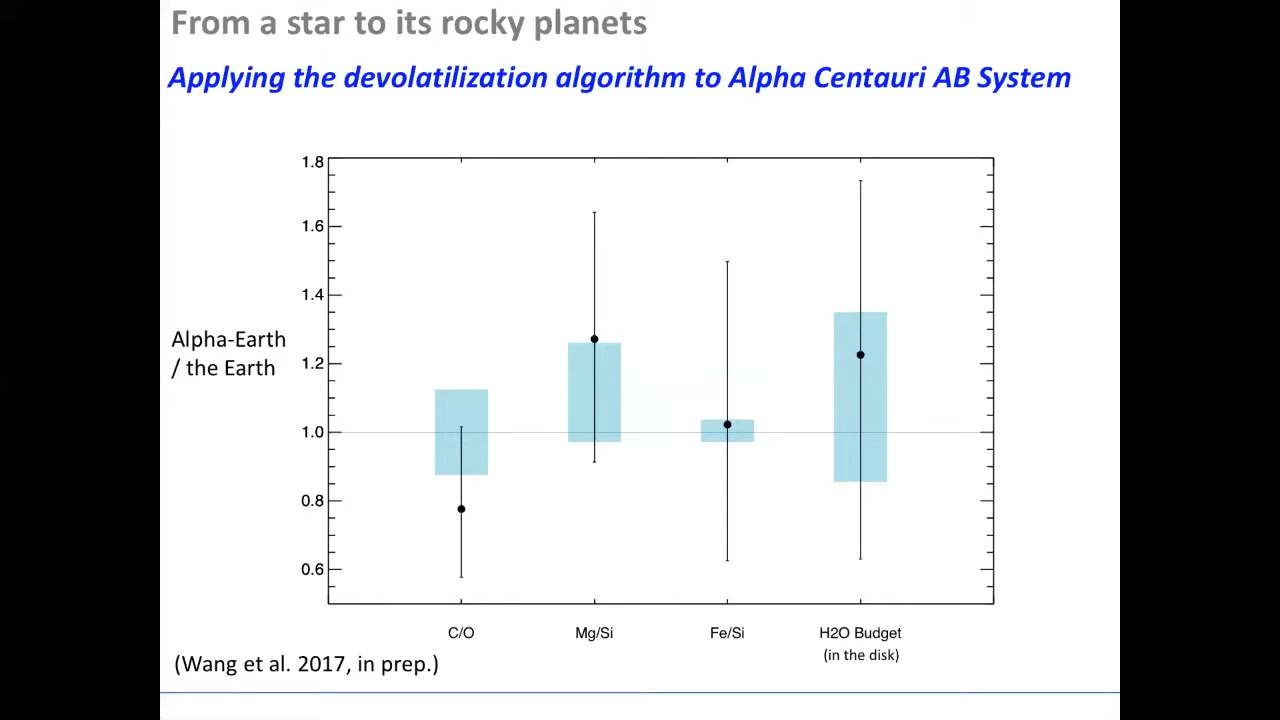 From a star to its rocky planets
Applying the devolatilization algorithm to Alpha Centauri AB System
1.8
1.6
1.4
1.2
1.0
0.8
0.6
Alpha-Earth
/ the Earth
C/O
Mg/Si
Fe/Si
H2O Budget
(in the disk)
(Wang et al. 2017, in prep.)